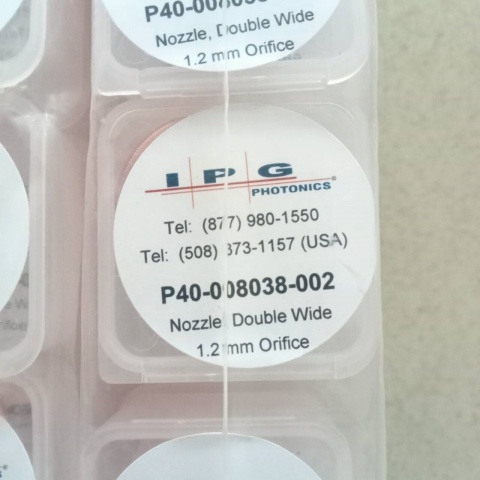 Nozzle, Double Wide
1.2 mm Orifice
IPG
PHOTONICS
Tel: (877) 980-1550
Tel: (508) 373-1157 (USA)
P40-008038-002
Nozzle, Double Wide
1.2 mm Orifice